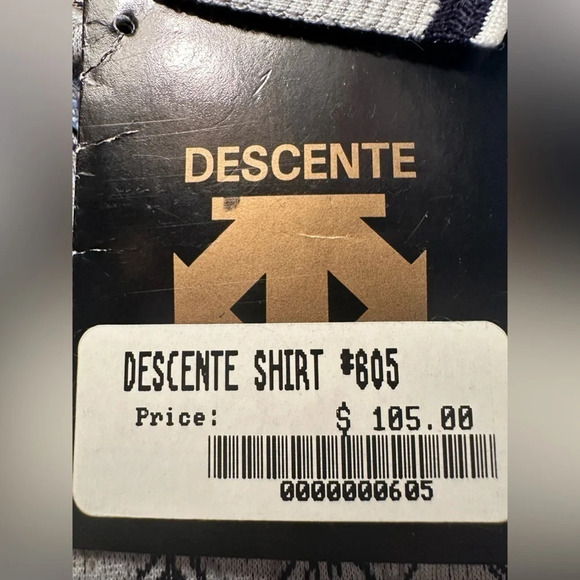 DESCENTE
DESCENTE SHIRT #605
Price: $ 105.00
0000000605